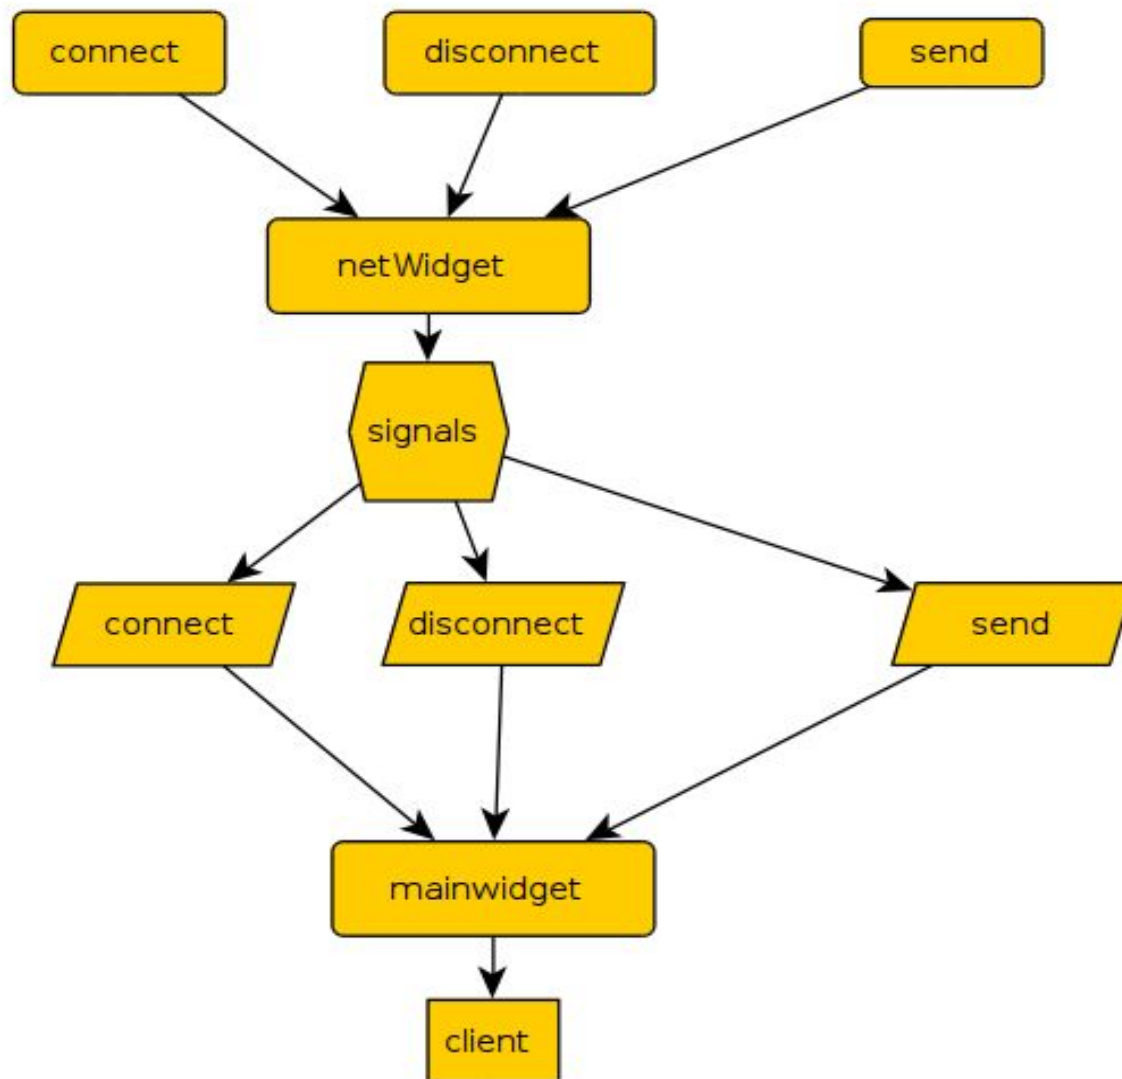 connect
disconnect
send
netWidget
signals
connect
disconnect
send
mainwidget
client